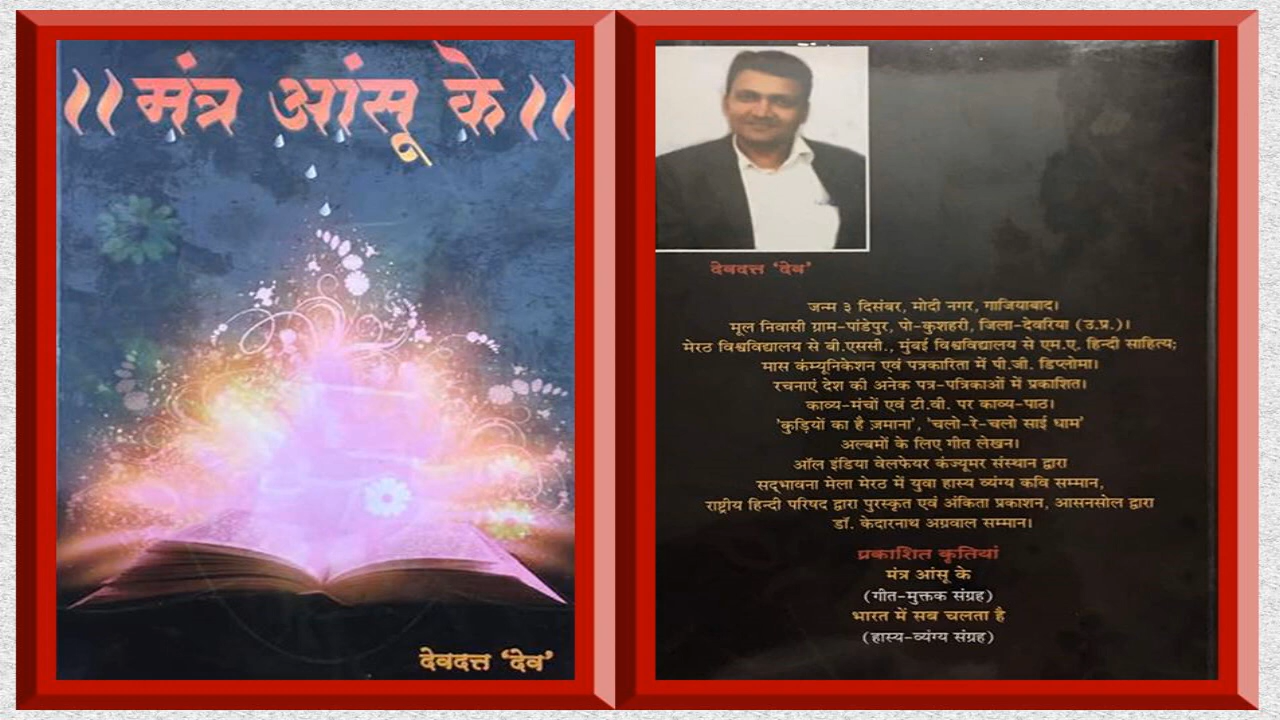 ।।मंत्र आंसू के।।
देवदत्त ‘देव’
देवदत्त ‘देव’
जन्म ३ दिसंबर, मोदी नगर, गाजियाबाद।
मूल निवासी ग्राम-पांडेपुर, पो-कुशहरी, जिला-देवरिया (उ.प्र.)।
मेरठ विश्वविद्यालय से बी.एससी., मुंबई विश्वविद्यालय से एम.ए. हिन्दी साहित्य;
मास कंम्यूनिकेशन एवं पत्रकारिता में पी.जी. डिप्लोमा।
रचनाएं देश की अनेक पत्र-पत्रिकाओं में प्रकाशित।
काव्य-मंचों एवं टी.वी. पर काव्य-पाठ।
'कुड़ियों का है ज़माना', 'चलो-रे-चलो साई धाम'
अल्बमों के लिए गीत लेखन।
ऑल इंडिया वेलफेयर कंज्यूमर संस्थान द्वारा
सद्भावना मेला मेरठ में युवा हास्य व्यंग्य कवि सम्मान,
राष्ट्रीय हिन्दी परिषद द्वारा पुरस्कृत एवं अंकिता प्रकाशन, आसनसोल द्वारा
डॉ. केदारनाथ अग्रवाल सम्मान।
प्रकाशित कृतियां
मंत्र आंसू के
(गीत-मुक्तक संग्रह)
भारत में सब चलता है
(हास्य-व्यंग्य संग्रह)